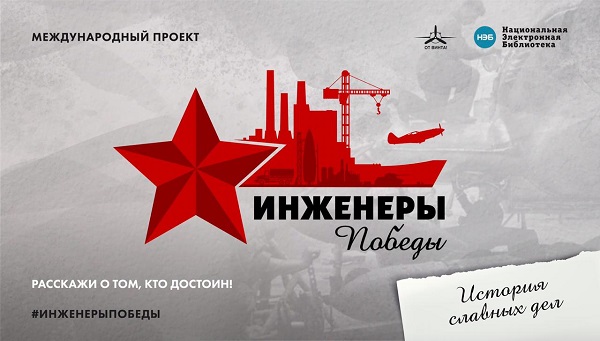 МЕЖДУНАРОДНЫЙ ПРОЕКТ
ОТ ВИНТА!
НЭБ
Национальная
Электронная
Библиотека
ИНЖЕНЕРЫ
Победы
РАССКАЖИ О ТОМ, КТО ДОСТОИН!
#ИНЖЕНЕРЫПОБЕДЫ
История
славных дел